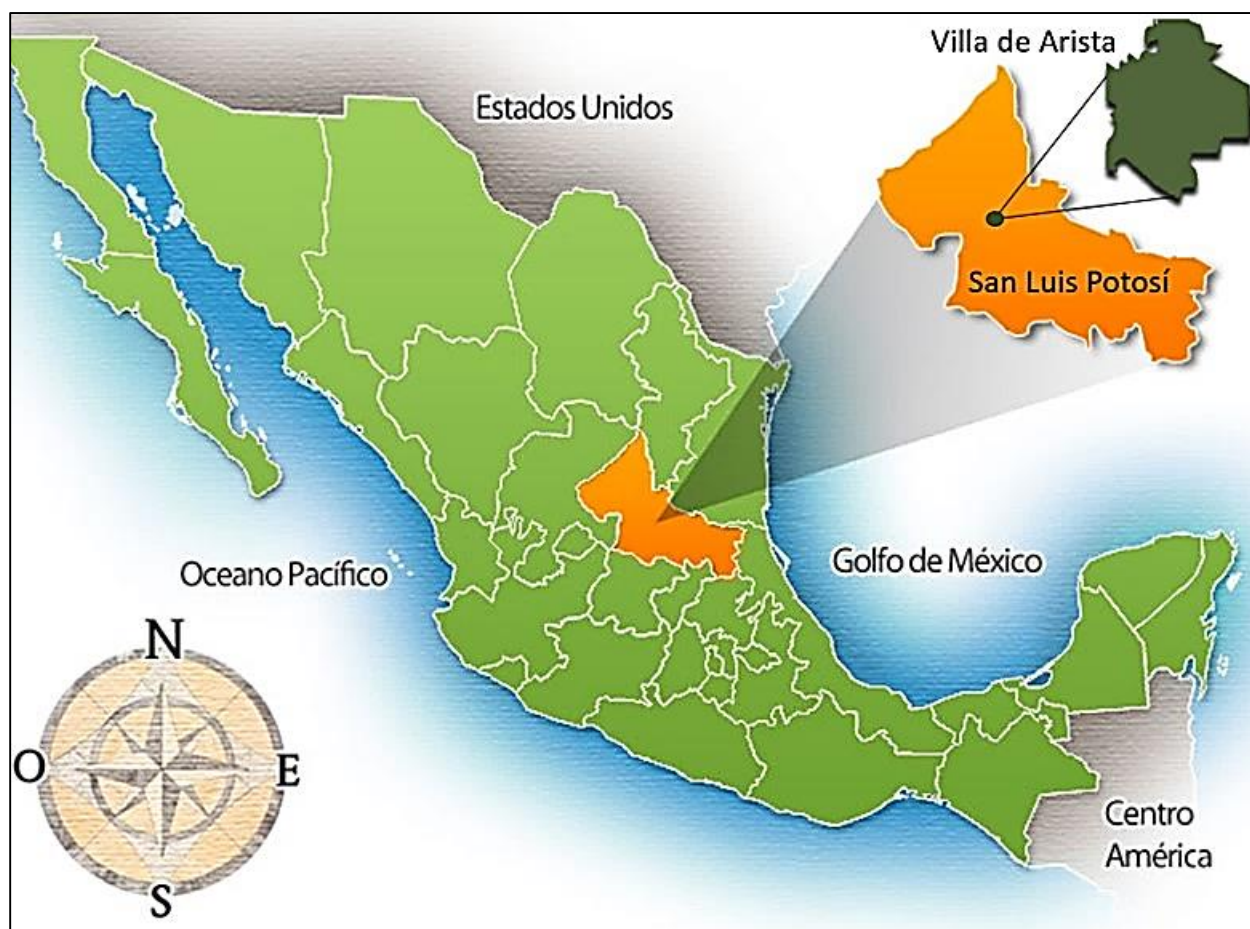 Villa de Arista
Estados Unidos
San Luis Potosí
Golfo de México
Oceano Pacífico
N
O
E
S
Centro
América